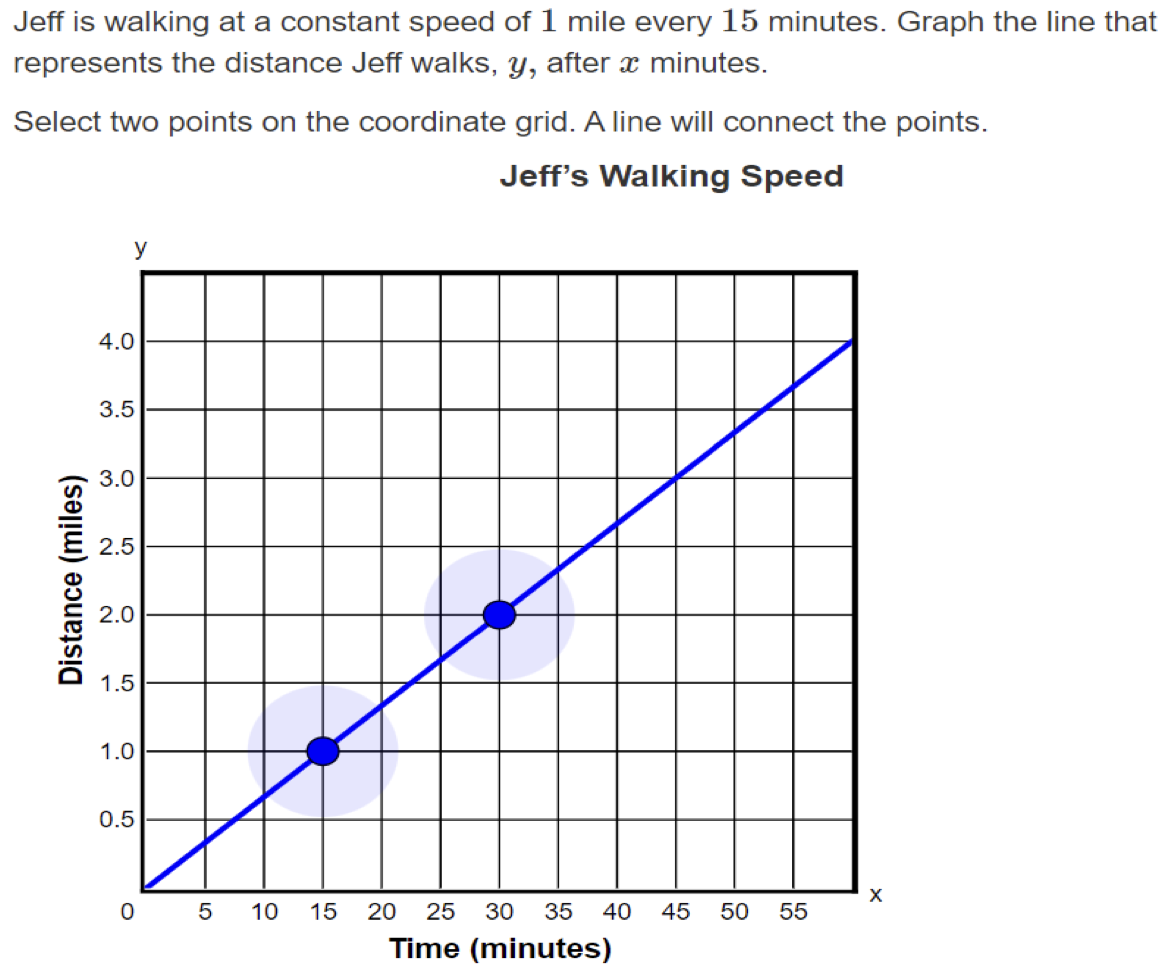 Jeff is walking at a constant speed of 1 mile every 15 minutes. Graph the line that
represents the distance Jeff walks, y, after x minutes.
Select two points on the coordinate grid. A line will connect the points.
Jeff's Walking Speed
y
4.0
3.5
3.0
2.5
2.0
1.5
1.0
0.5
Distance (miles)
0 5 10 15 20 25 30 35 40 45 50 55
x
Time (minutes)